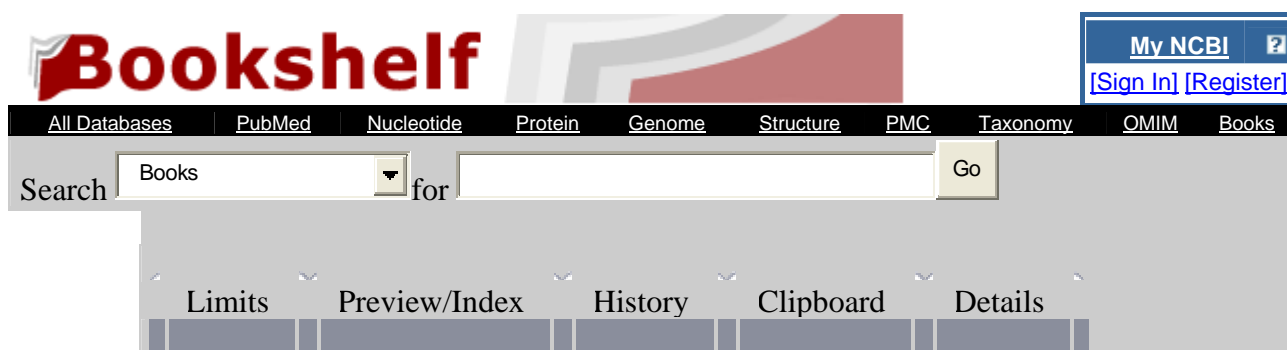 Bookshelf
My NCBI ?
[Sign In] [Register]
All Databases PubMed Nucleotide Protein Genome Structure PMC Taxonomy OMIM Books
Search Books for Go
Limits Preview/Index History Clipboard Details